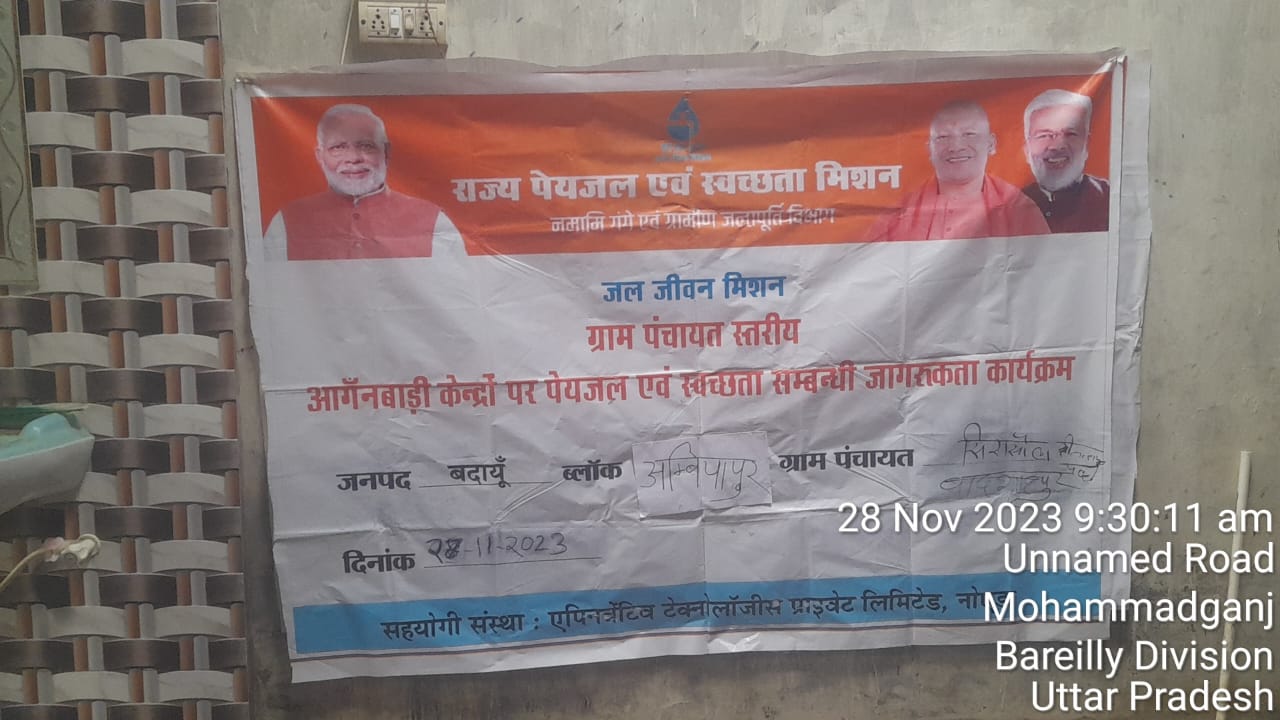 राज्य पेयजल एवं स्वच्छता मिशन
नमामि गंगे एवं ग्रामीण जलापूर्ति विभाग
जल जीवन मिशन
ग्राम पंचायत स्तरीय
आगँनबाड़ी केन्द्रों पर पेयजल एवं स्वच्छता सम्बन्धी जागरुकता कार्यक्रम
जनपद बदायूँ ब्लॉक अम्बियापुर ग्राम पंचायत
दिनांक 28-11-2023
सहयोगी संस्था : टेक्नोलॉजीस प्राइवेट लिमिटेड,
28 Nov 2023 9:30:11 am
Unnamed Road
Mohammadganj
Bareilly Division
Uttar Pradesh